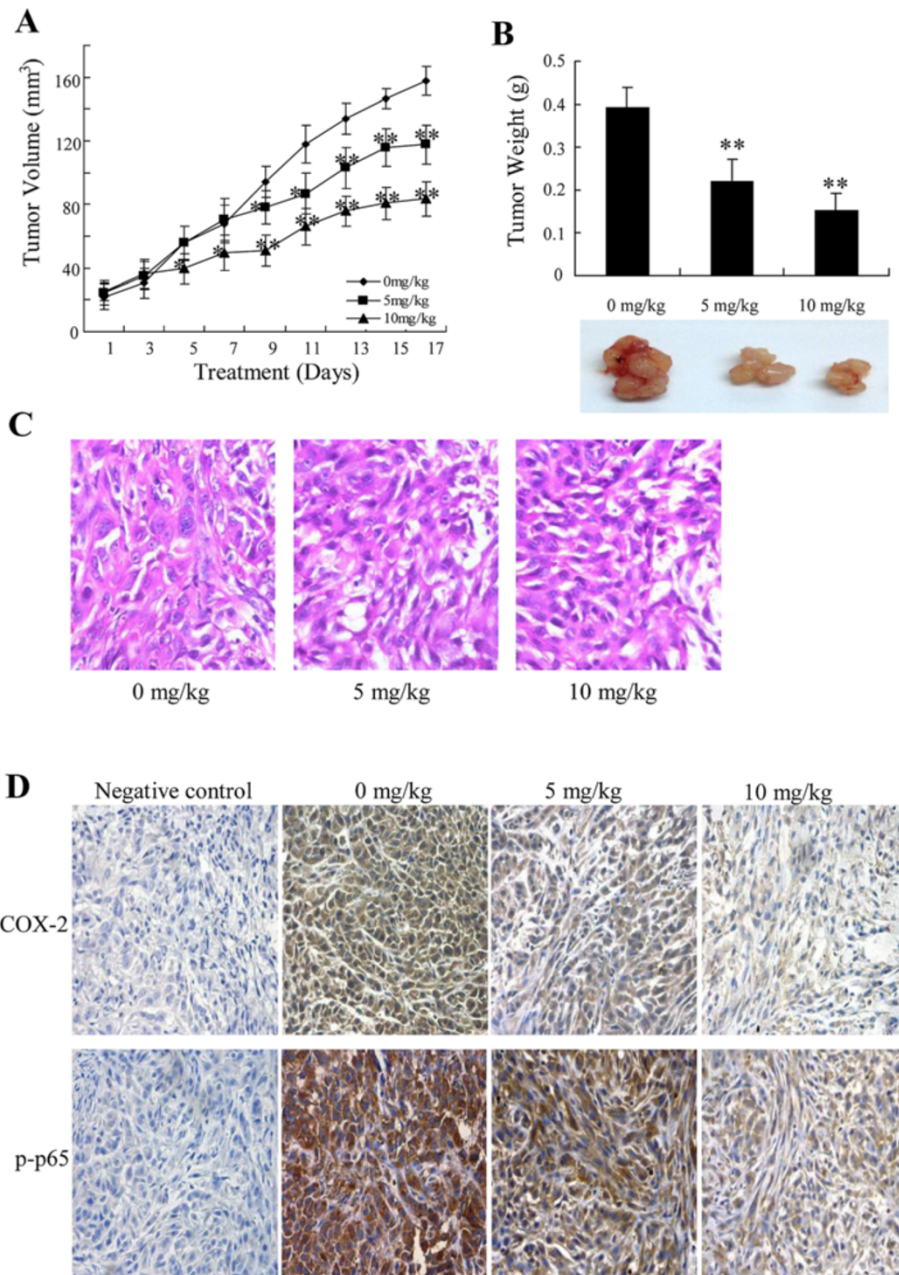 A
Tumor Volume (mm³)
160
120
80
40
0
** ** * * ** ** ** ** ** ** * *
0mg/kg
5mg/kg
10mg/kg
1 3 5 7 9 11 13 15 17
Treatment (Days)
B
Tumor Weight (g)
0.5
0.4
0.3
0.2
0.1
0
**
**
0 mg/kg 5 mg/kg 10 mg/kg
C
0 mg/kg 5 mg/kg 10 mg/kg
D
Negative control 0 mg/kg 5 mg/kg 10 mg/kg
COX-2
p-p65